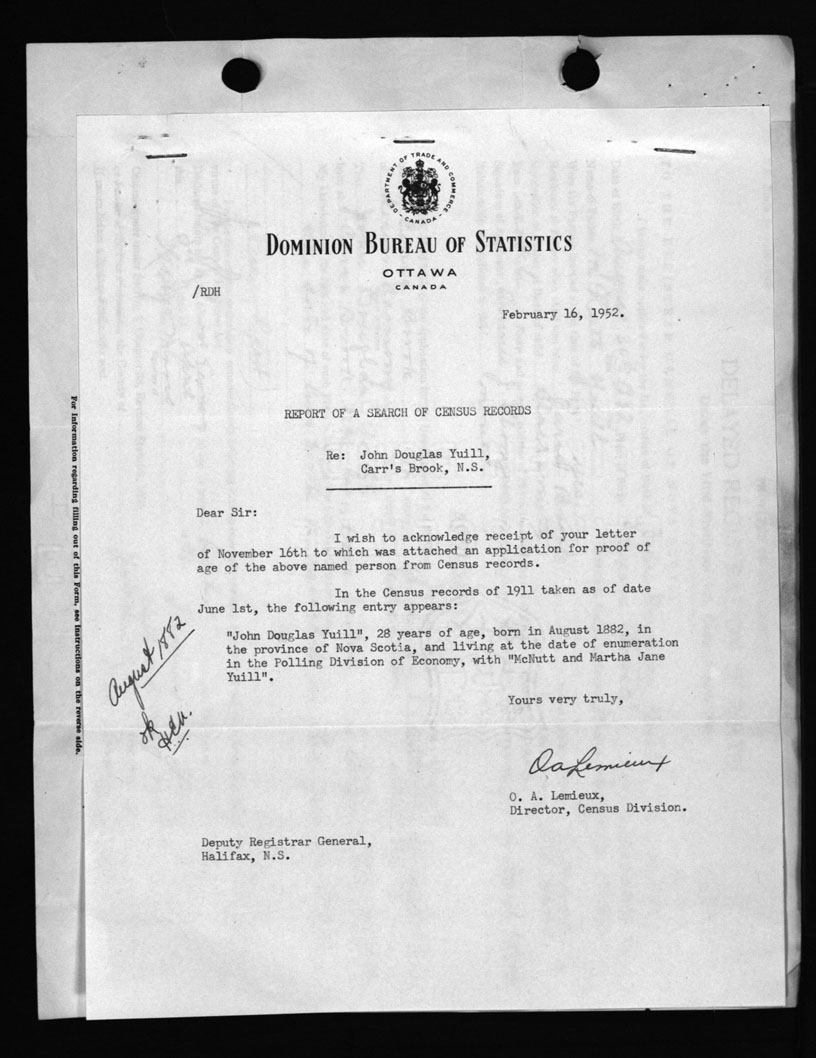 DEPARTMENT OF TRADE AND COMMERCE
- CANADA -
DOMINION BUREAU OF STATISTICS
OTTAWA
CANADA
/RDH
February 16, 1952.
REPORT OF A SEARCH OF CENSUS RECORDS
Re: John Douglas Yuill,
Carr's Brook, N.S.
Dear Sir:
I wish to acknowledge receipt of your letter
of November 16th to which was attached an application for proof of
age of the above named person from Census records.
In the Census records of 1911 taken as of date
June 1st, the following entry appears:
"John Douglas Yuill", 28 years of age, born in August 1882, in
the province of Nova Scotia, and living at the date of enumeration
in the Polling Division of Economy, with "McNutt and Martha Jane
Yuill".
Yours very truly,
OaLemieux
O. A. Lemieux,
Director, Census Division.
Deputy Registrar General,
Halifax, N.S.
August 1882
ok
For Information regarding filling out of this Form, see Instructions on the reverse side.